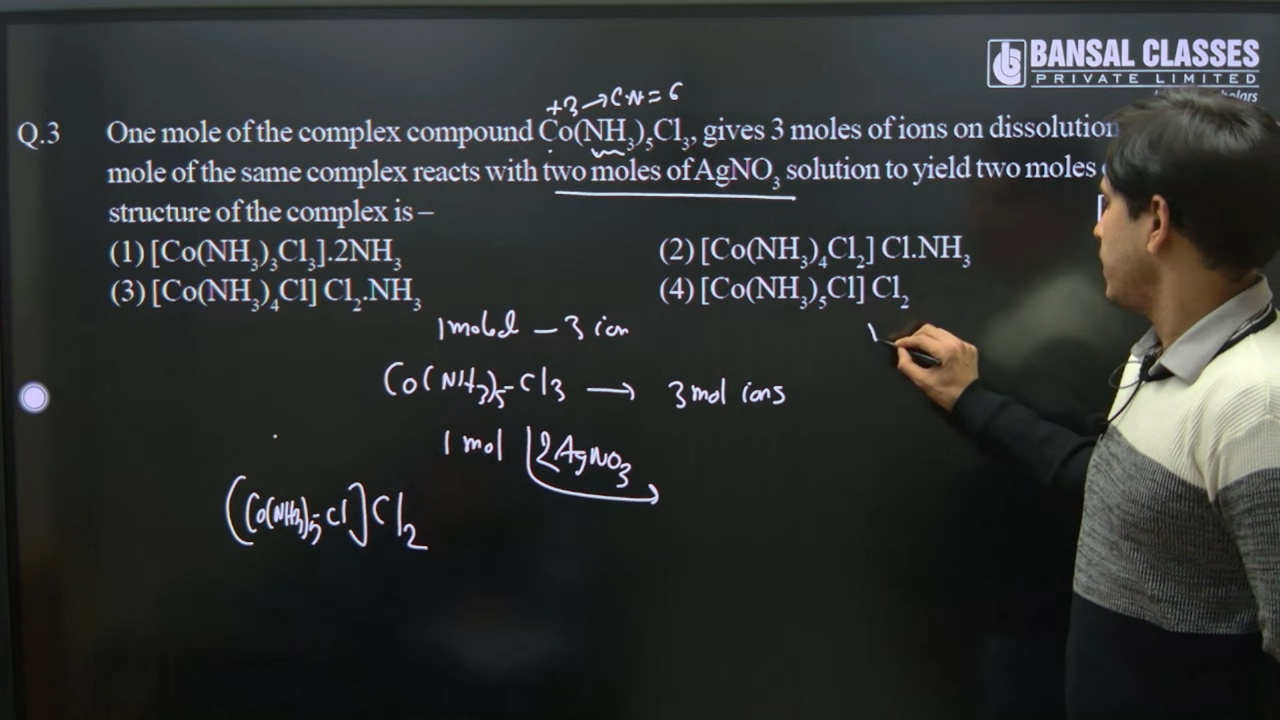 BANSAL CLASSES
PRIVATE LIMITED
+3 → C.N = 6
Q.3 One mole of the complex compound Co(NH₃)₅Cl₃, gives 3 moles of ions on dissolution
mole of the same complex reacts with two moles of AgNO₃ solution to yield two moles
structure of the complex is –
(1) [Co(NH₃)₃Cl₃].2NH₃ (2) [Co(NH₃)₄Cl₂] Cl.NH₃
(3) [Co(NH₃)₄Cl] Cl₂.NH₃ (4) [Co(NH₃)₅Cl] Cl₂
– 3 ion
Co(NH₃)₅Cl₃ → 3 mol ions
1 mol 2AgNO₃
[Co(NH₃)₅Cl]Cl₂